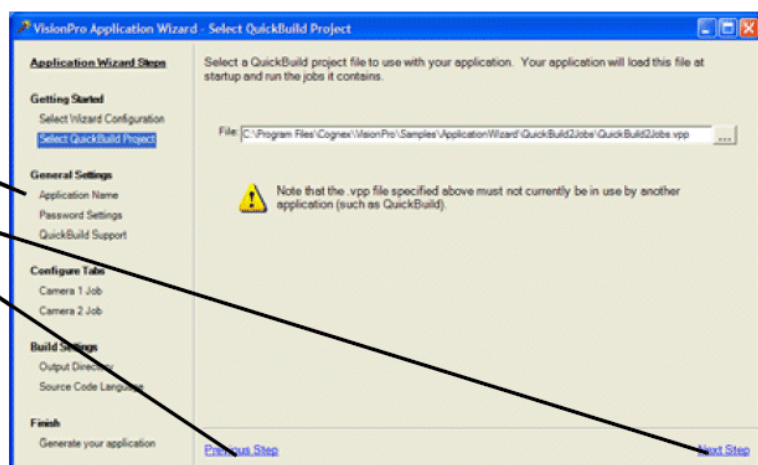 VisionPro Application Wizard - Select QuickBuild Project
Application Wizard Steps
Getting Started
Select Wizard Configuration
Select QuickBuild Project
General Settings
Application Name
Password Settings
QuickBuild Support
Configure Tabs
Camera 1 Job
Camera 2 Job
Build Settings
Output Directory
Source Code Language
Finish
Generate your application
Select a QuickBuild project file to use with your application. Your application will load this file at
startup and run the jobs it contains.
File: C:\Program Files\Cognex\VisionPro\Samples\ApplicationWizard\QuickBuild2Jobs\QuickBuild2Jobs.vpp ...
Note that the .vpp file specified above must not currently be in use by another
application (such as QuickBuild).
Previous Step
Next Step